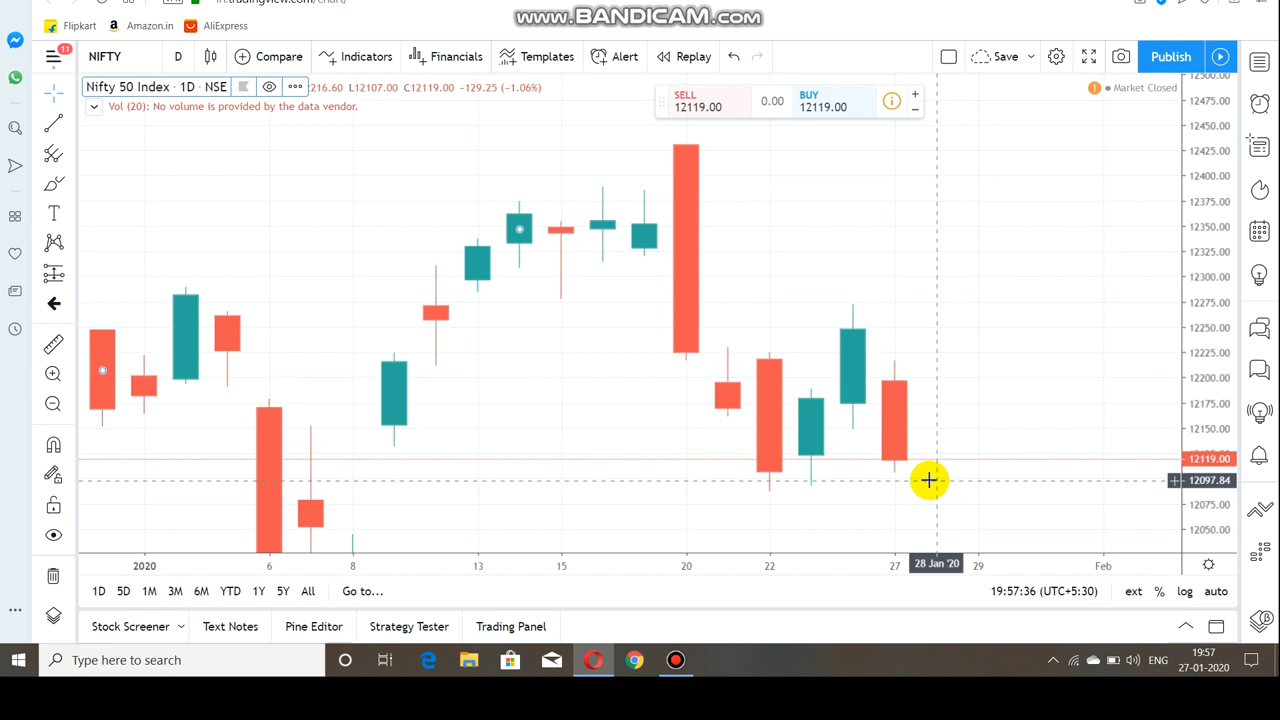 www.BANDICAM.com
Flipkart
Amazon.in
AliExpress
11
NIFTY
D
Compare
Indicators
Financials
Templates
Alert
Replay
Save
Publish
Nifty 50 Index · 1D · NSE
216.60 L12107.00 C12119.00 -129.25 (-1.06%)
Vol (20): No volume is provided by the data vendor.
SELL
12119.00
0.00
BUY
12119.00
Market Closed
12500.00
12475.00
12450.00
12425.00
12400.00
12375.00
12350.00
12325.00
12300.00
12275.00
12250.00
12225.00
12200.00
12175.00
12150.00
12119.00
12097.84
12075.00
12050.00
2020
6
8
13
15
20
22
27
28 Jan '20
29
Feb
1D 5D 1M 3M 6M YTD 1Y 5Y All Go to...
19:57:36 (UTC+5:30)
ext % log auto
Stock Screener
Text Notes
Pine Editor
Strategy Tester
Trading Panel
Type here to search
ENG
19:57
27-01-2020